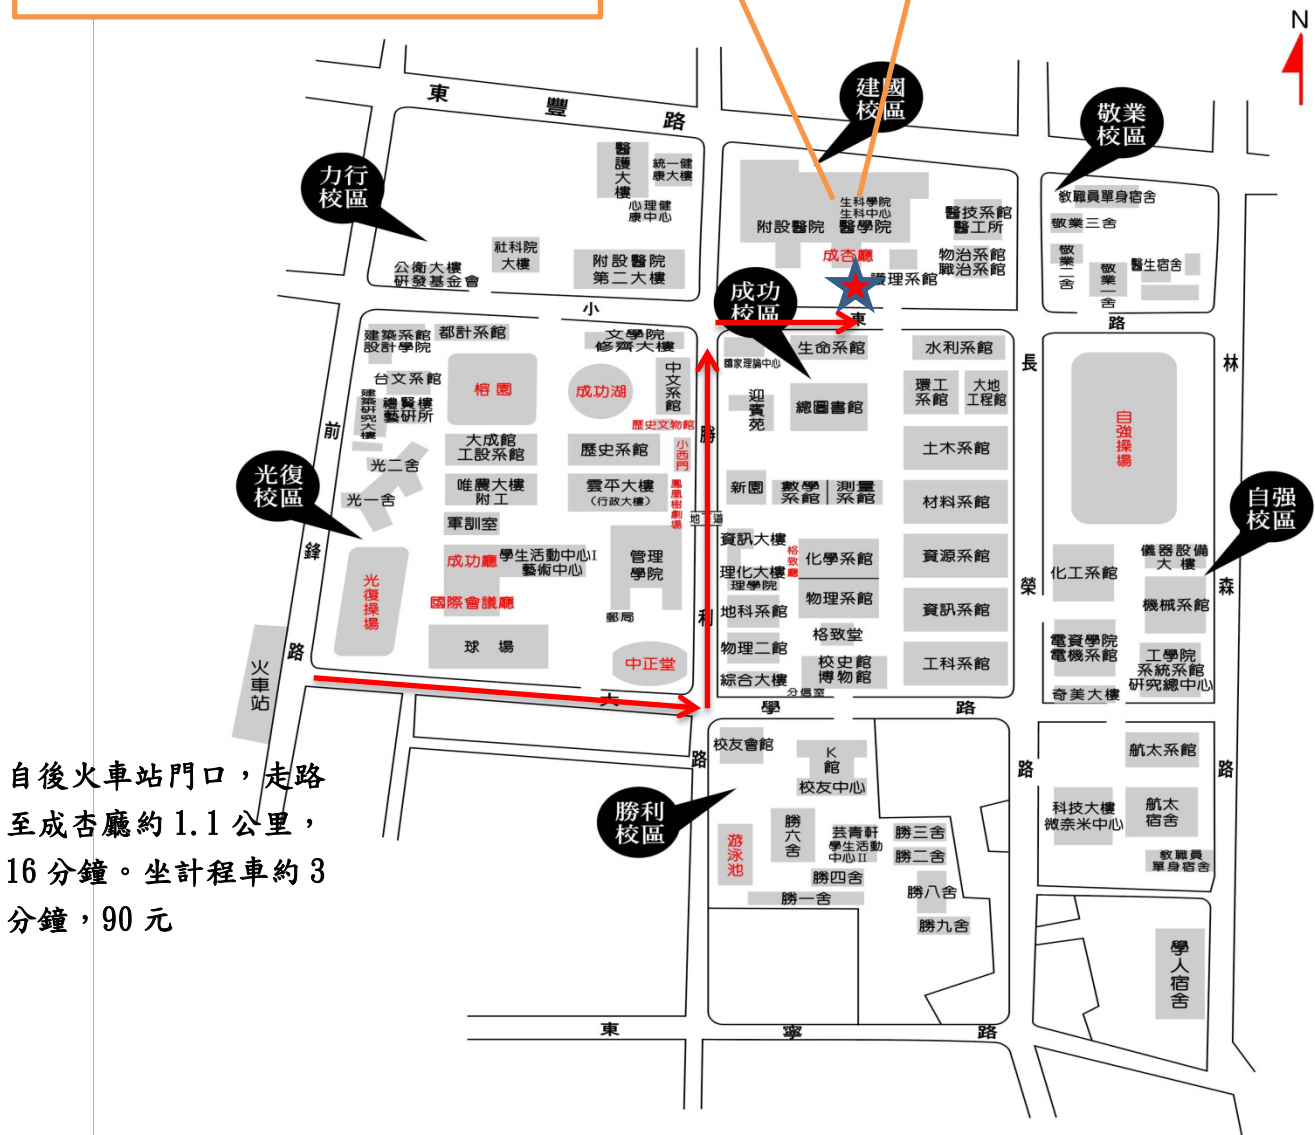 N
東
豐
路
建國
校區
敬業
校區
力行
校區
醫護大樓
統一健
康大樓
心理健
康中心
社科院
大樓
公衛大樓
研發基金會
附設醫院
第二大樓
生科學院
生科中心
附設醫院
醫學院
成杏廳
護理系館
醫技系館
醫工所
物治系館
職治系館
教職員單身宿舍
敬業三舍
敬業二舍
敬業一舍
醫生宿舍
小
東
路
成功
校區
建築系館
設計學院
都計系館
文學院
修齊大樓
台文系館
建築研究大樓
禮賢樓
藝研所
榕園
成功湖
中文系館
歷史文物館
大成館
工設系館
歷史系館
小西門
光二舍
光一舍
唯農大樓
附工
雲平大樓
(行政大樓)
鳳凰樹劇場
軍訓室
成功廳
學生活動中心I
藝術中心
管理
學院
國際會議廳
郵局
球場
中正堂
光復
校區
光復操場
前
鋒
路
火車站
勝
利
路
地下道
國家理論中心
生命系館
水利系館
迎賓苑
總圖書館
環工
系館
大地
工程館
土木系館
新園
數學
系館
測量
系館
材料系館
資訊大樓
格致廳
化學系館
資源系館
理化大樓
理學院
地科系館
物理系館
資訊系館
格致堂
物理二館
校史館
博物館
工科系館
綜合大樓
分信室
長
榮
路
林
森
路
自強操場
自强
校區
化工系館
儀器設備
大樓
機械系館
電資學院
電機系館
工學院
系統系館
研究總中心
奇美大樓
大
學
路
校友會館
K
館
校友中心
勝利
校區
游泳池
勝六舍
芸青軒
學生活動
中心II
勝三舍
勝二舍
勝四舍
勝一舍
勝八舍
勝九舍
航太系館
科技大樓
微奈米中心
航太
宿舍
教職員
單身宿舍
學人宿舍
東
寧
路
自後火車站門口，走路
至成杏廳約 1.1 公里，
16 分鐘。坐計程車約 3
分鐘，90 元